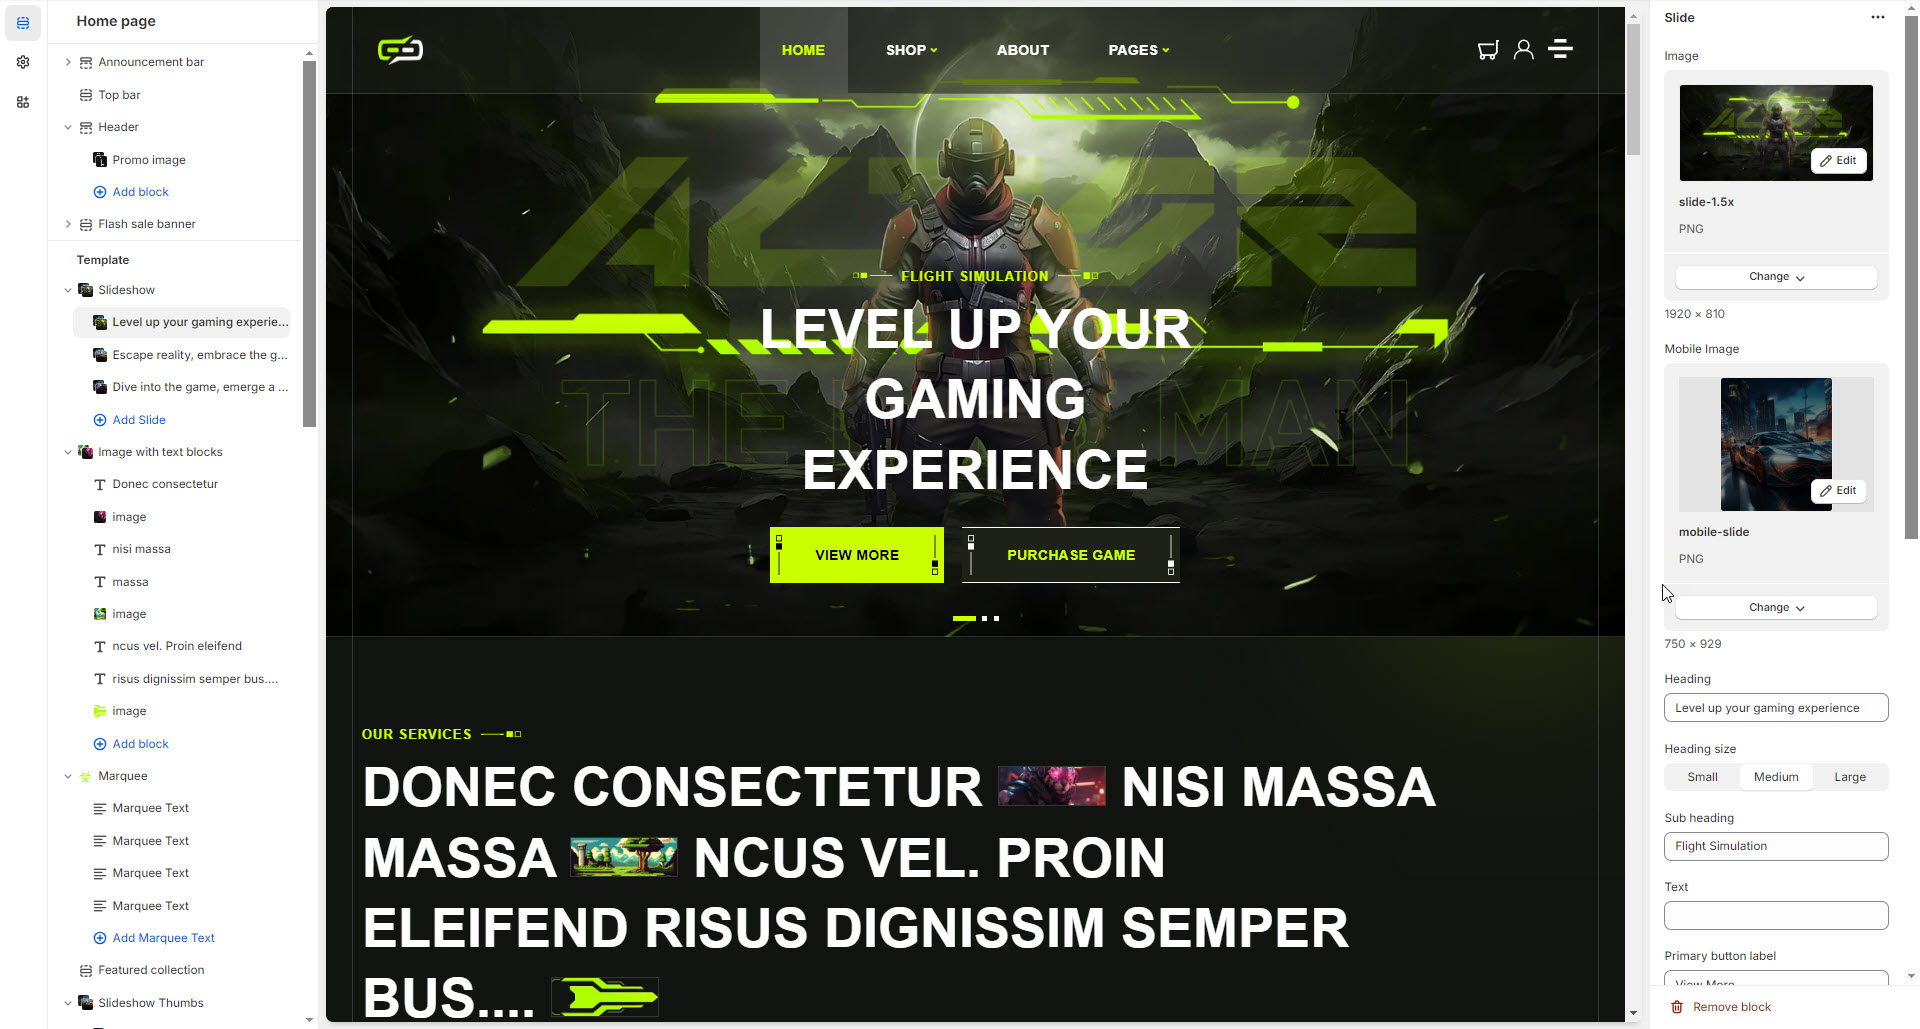 Home page
Announcement bar
Top bar
Header
Promo image
Add block
Flash sale banner
Template
Slideshow
Level up your gaming experie...
Escape reality, embrace the g...
Dive into the game, emerge a ...
Add Slide
Image with text blocks
Donec consectetur
image
nisi massa
massa
image
ncus vel. Proin eleifend
risus dignissim semper bus....
image
Add block
Marquee
Marquee Text
Marquee Text
Marquee Text
Marquee Text
Add Marquee Text
Featured collection
Slideshow Thumbs
HOME
SHOP
ABOUT
PAGES
FLIGHT SIMULATION
LEVEL UP YOUR
GAMING
EXPERIENCE
VIEW MORE
PURCHASE GAME
OUR SERVICES
DONEC CONSECTETUR NISI MASSA
MASSA NCUS VEL. PROIN
ELEIFEND RISUS DIGNISSIM SEMPER
BUS....
Slide
Image
Edit
slide-1.5x
PNG
Change
1920 × 810
Mobile Image
Edit
mobile-slide
PNG
Change
750 × 929
Heading
Level up your gaming experience
Heading size
Small
Medium
Large
Sub heading
Flight Simulation
Text
Primary button label
View More
Remove block